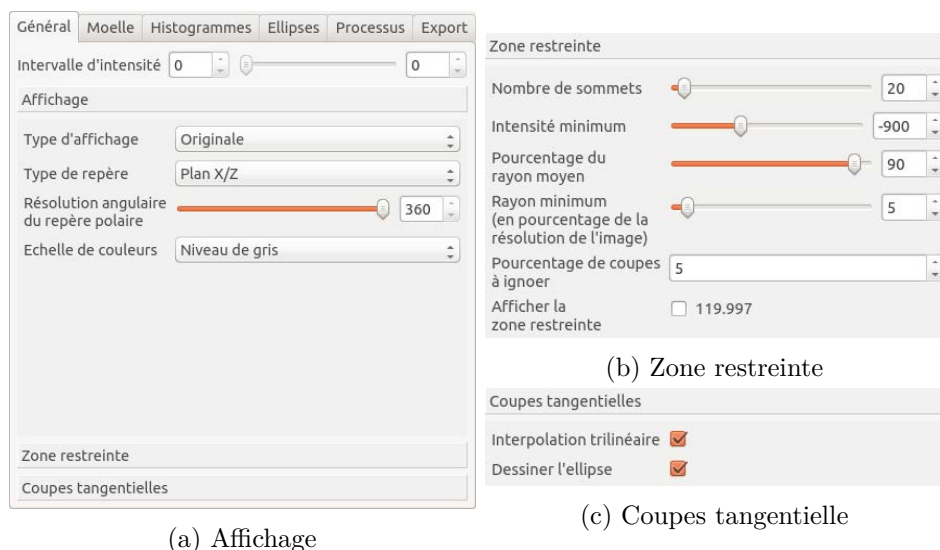 Général Moelle Histogrammes Ellipses Processus Export
Intervalle d'intensité 0 0
Affichage
Type d'affichage Originale
Type de repère Plan X/Z
Résolution angulaire
du repère polaire 360
Echelle de couleurs Niveau de gris
Zone restreinte
Coupes tangentielles
(a) Affichage
Zone restreinte
Nombre de sommets 20
Intensité minimum -900
Pourcentage du
rayon moyen 90
Rayon minimum
(en pourcentage de la
résolution de l'image) 5
Pourcentage de coupes
à ignoer 5
Afficher la
zone restreinte 119.997
(b) Zone restreinte
Coupes tangentielles
Interpolation trilinéaire
Dessiner l'ellipse
(c) Coupes tangentielle